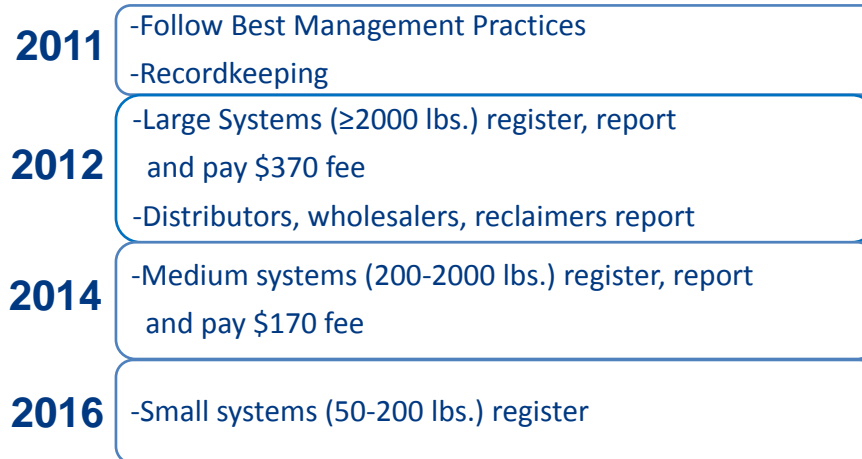 2011
-Follow Best Management Practices
-Recordkeeping
2012
-Large Systems (≥2000 lbs.) register, report
and pay $370 fee
-Distributors, wholesalers, reclaimers report
2014
-Medium systems (200-2000 lbs.) register, report
and pay $170 fee
2016
-Small systems (50-200 lbs.) register